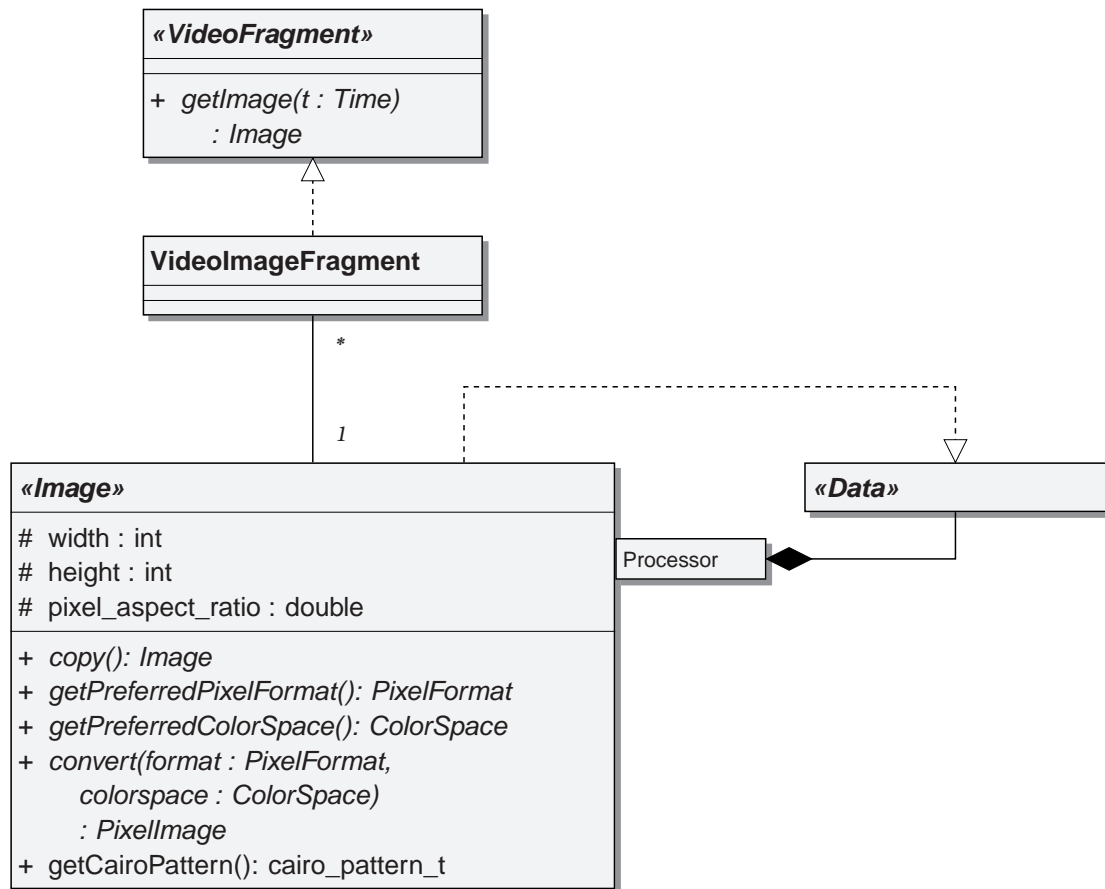 «VideoFragment»
+ getImage(t : Time)
: Image
VideoImageFragment
*
1
«Image»
# width : int
# height : int
# pixel_aspect_ratio : double
+ copy(): Image
+ getPreferredPixelFormat(): PixelFormat
+ getPreferredColorSpace(): ColorSpace
+ convert(format : PixelFormat,
colorspace : ColorSpace)
: PixelImage
+ getCairoPattern(): cairo_pattern_t
Processor
«Data»